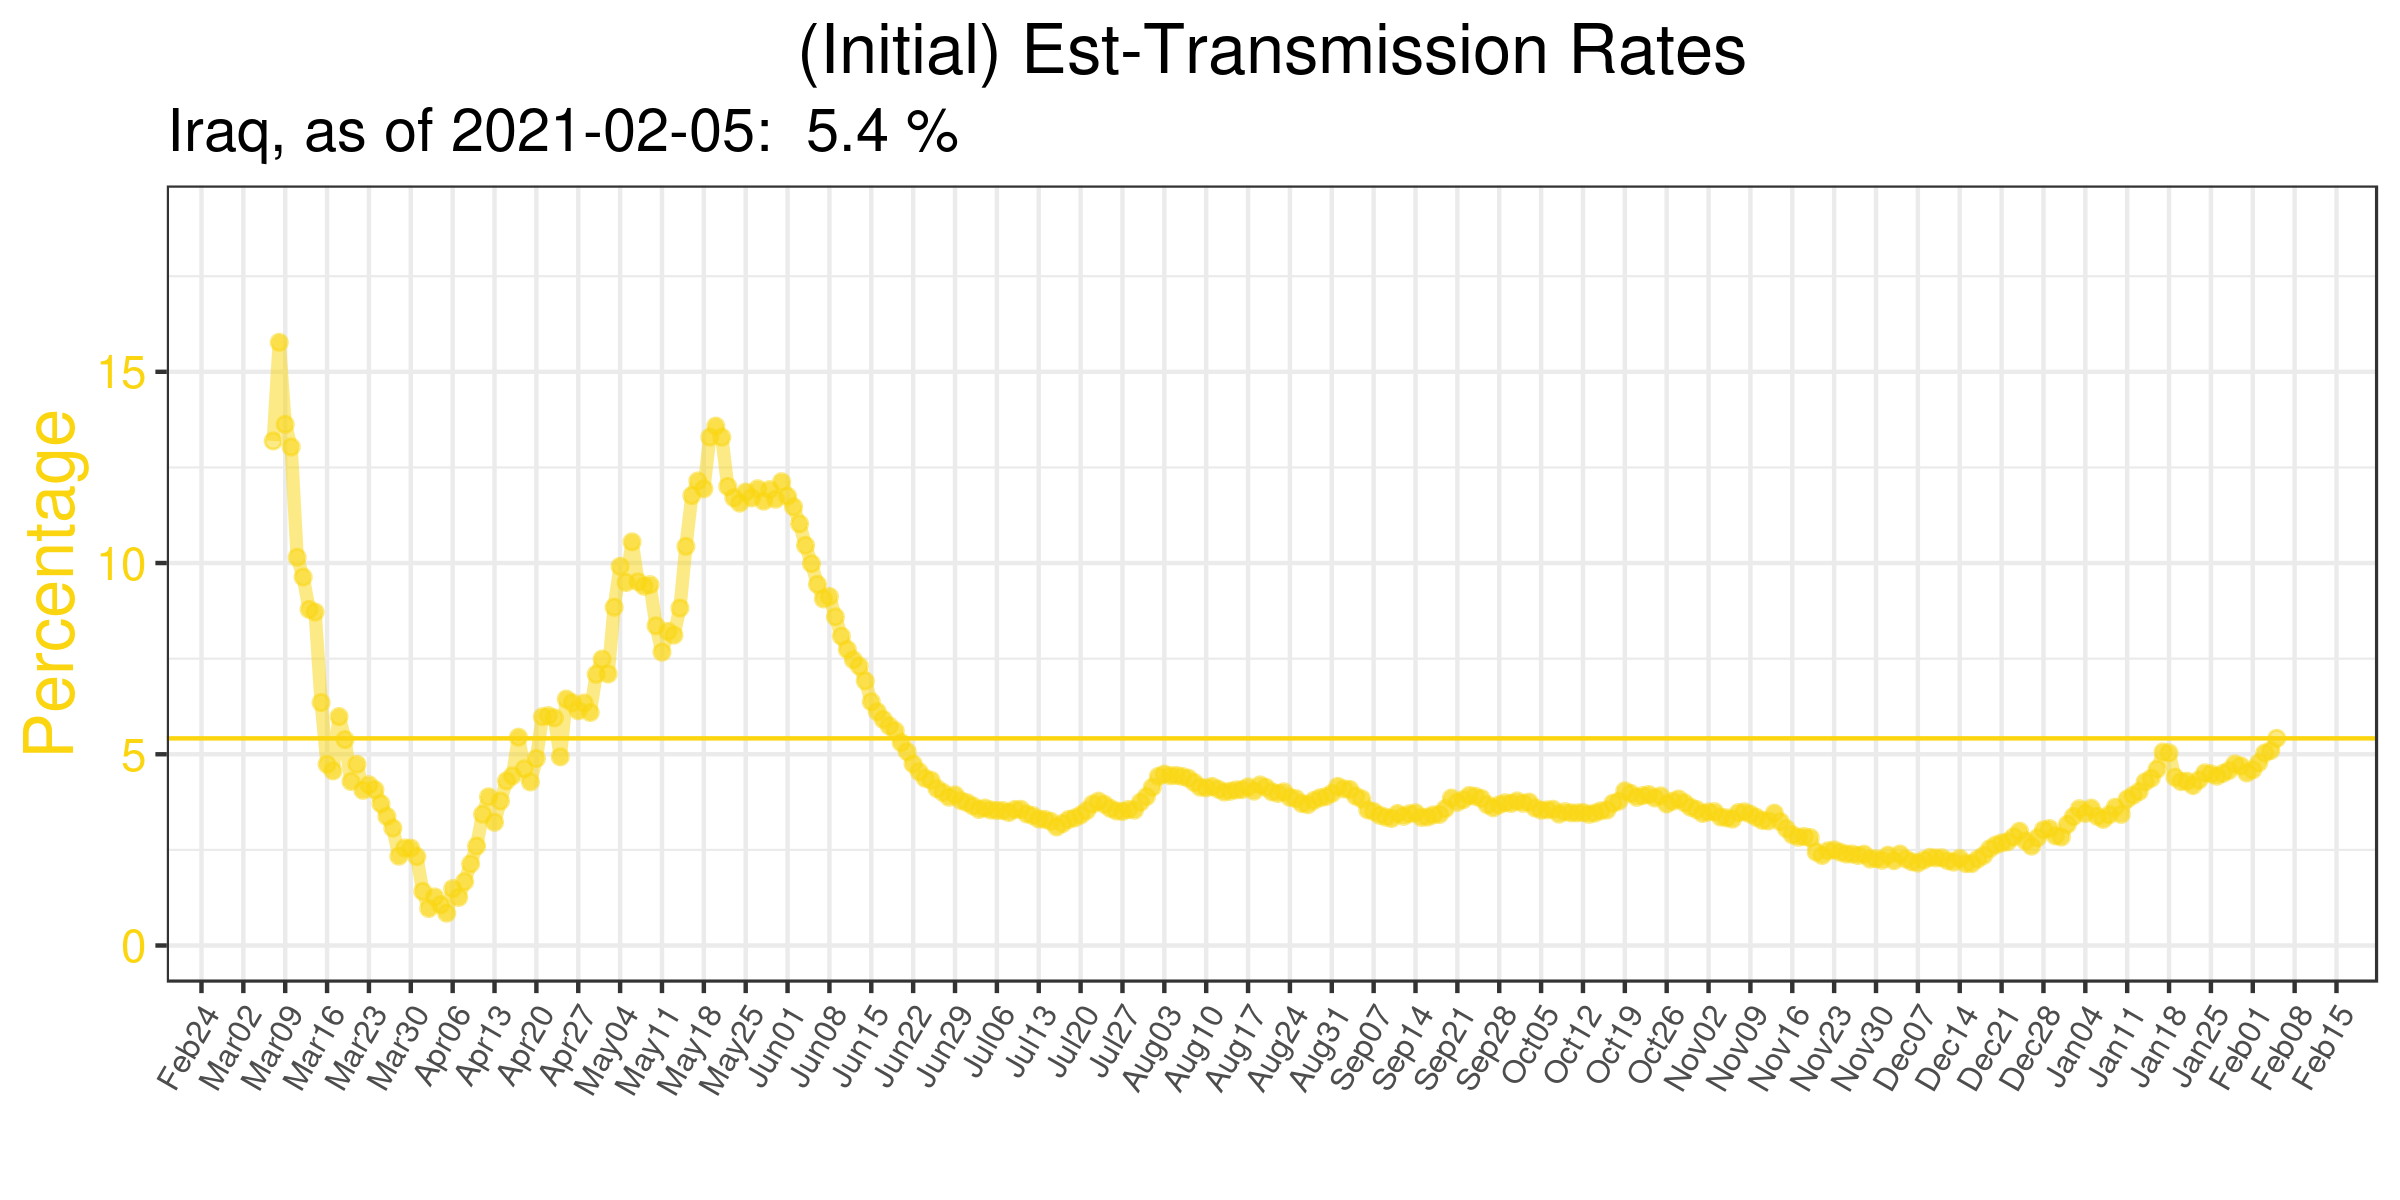 (Initial) Est-Transmission Rates
Iraq, as of 2021-02-05:  5.4 %
Percentage
15
10
5
0
Feb24 Mar02 Mar09 Mar16 Mar23 Mar30 Apr06 Apr13 Apr20 Apr27 May04 May11 May18 May25 Jun01 Jun08 Jun15 Jun22 Jun29 Jul06 Jul13 Jul20 Jul27 Aug03 Aug10 Aug17 Aug24 Aug31 Sep07 Sep14 Sep21 Sep28 Oct05 Oct12 Oct19 Oct26 Nov02 Nov09 Nov16 Nov23 Nov30 Dec07 Dec14 Dec21 Dec28 Jan04 Jan11 Jan18 Jan25 Feb01 Feb08 Feb15